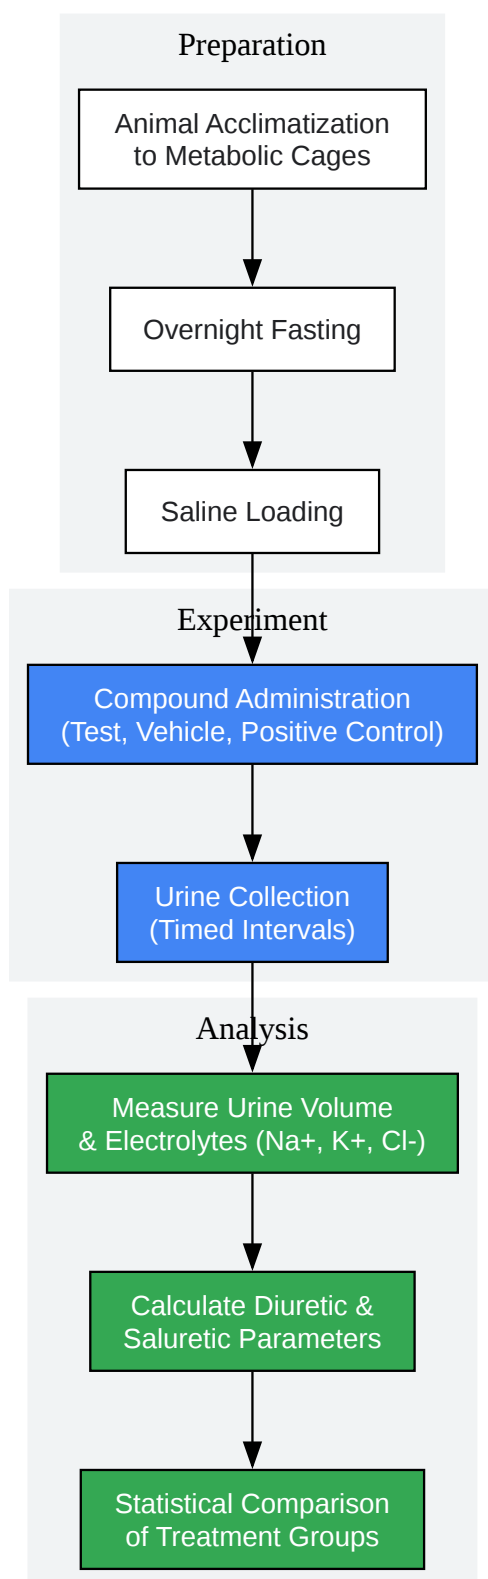 Preparation
Animal Acclimatization
to Metabolic Cages
Overnight Fasting
Saline Loading
Experiment
Compound Administration
(Test, Vehicle, Positive Control)
Urine Collection
(Timed Intervals)
Analysis
Measure Urine Volume
& Electrolytes (Na+, K+, Cl-)
Calculate Diuretic &
Saluretic Parameters
Statistical Comparison
of Treatment Groups